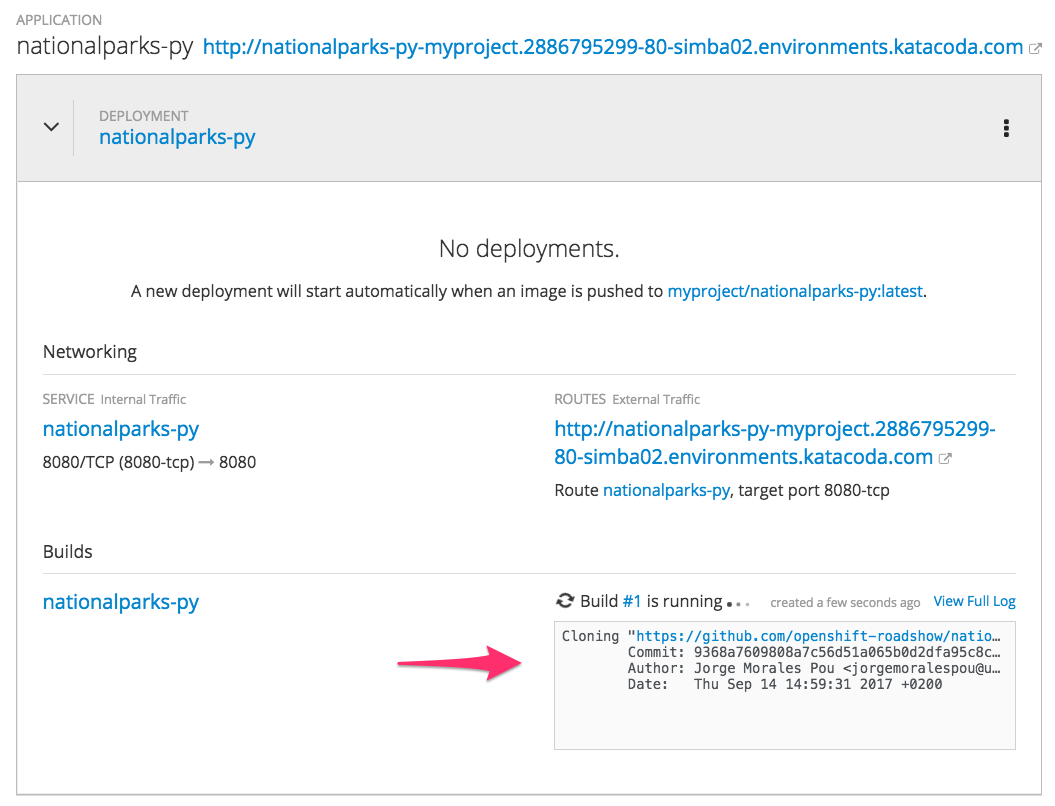 APPLICATION
nationalparks-py http://nationalparks-py-myproject.2886795299-80-simba02.environments.katacoda.com
DEPLOYMENT
nationalparks-py
No deployments.
A new deployment will start automatically when an image is pushed to myproject/nationalparks-py:latest.
Networking
SERVICE Internal Traffic
nationalparks-py
8080/TCP (8080-tcp) → 8080
ROUTES External Traffic
http://nationalparks-py-myproject.2886795299-
80-simba02.environments.katacoda.com
Route nationalparks-py, target port 8080-tcp
Builds
nationalparks-py
Build #1 is running... created a few seconds ago View Full Log
Cloning "https://github.com/openshift-roadshow/natio…
Commit: 9368a7609808a7c56d51a065b0d2dfa95c8c…
Author: Jorge Morales Pou <jorgemoralespou@u…
Date: Thu Sep 14 14:59:31 2017 +0200